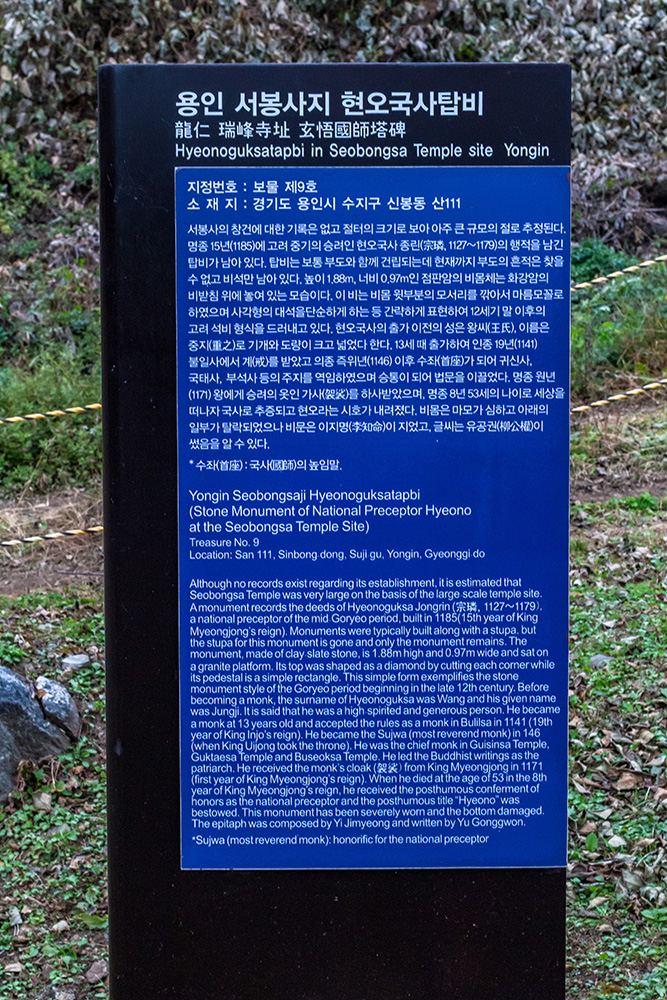 용인 서봉사지 현오국사탑비
龍仁 瑞峰寺址 玄悟國師塔碑
Hyeonoguksatapbi in Seobongsa Temple site Yongin
지정번호 : 보물 제9호
소 재 지 : 경기도 용인시 수지구 신봉동 산111
서봉사의 창건에 대한 기록은 없고 절터의 크기로 보아 아주 큰 규모의 절로 추정된다.
명종 15년(1185)에 고려 중기의 승려인 현오국사 종린(宗璘, 1127~1179)의 행적을 남긴
탑비가 남아 있다. 탑비는 보통 부도와 함께 건립되는데 현재까지 부도의 흔적은 찾을
수 없고 비석만 남아 있다. 높이 1.88m, 너비 0.97m인 점판암의 비몸체는 화강암의
비받침 위에 놓여 있는 모습이다. 이 비는 비몸 윗부분의 모서리를 깎아서 마름모꼴로
하였으며 사각형의 대석을단순하게 하는 등 간략하게 표현하여 12세기 말 이후의
고려 석비 형식을 드러내고 있다. 현오국사의 출가 이전의 성은 왕씨(王氏), 이름은
중지(重之)로 기개와 도량이 크고 넓었다 한다. 13세 때 출가하여 인종 19년(1141)
불일사에서 계(戒)를 받았고 의종 즉위년(1146) 이후 수좌(首座)가 되어 귀신사,
국태사, 부석사 등의 주지를 역임하였으며 승통이 되어 법문을 이끌었다. 명종 원년
(1171) 왕에게 승려의 웃인 가사(袈裟)를 하사받았으며, 명종 8년 53세의 나이로 세상을
떠나자 국사로 추증되고 현오라는 시호가 내려졌다. 비몸은 마모가 심하고 아래의
일부가 탈락되었으나 비문은 이지명(李知命)이 지었고, 글씨는 유공권(柳公權)이
썼음을 알 수 있다.
* 수좌(首座) : 국사(國師)의 높임말.
Yongin Seobongsaji Hyeonoguksatapbi
(Stone Monument of National Preceptor Hyeono
at the Seobongsa Temple Site)
Treasure No. 9
Location: San 111, Sinbong dong, Suji gu, Yongin, Gyeonggi do
Although no records exist regarding its establishment, it is estimated that
Seobongsa Temple was very large on the basis of the large-scale temple site.
A monument records the deeds of Hyeonoguksa Jongrin (宗璘, 1127~1179),
a national preceptor of the mid Goryeo period, built in 1185(15th year of King
Myeongjong's reign). Monuments were typically built along with a stupa, but
the stupa for this monument is gone and only the monument remains. The
monument, made of clay slate stone, is 1.88m high and 0.97m wide and sat on
a granite platform. Its top was shaped as a diamond by cutting each corner while
its pedestal is a simple rectangle. This simple form exemplifies the stone
monument style of the Goryeo period beginning in the late 12th century. Before
becoming a monk, the surname of Hyeonoguksa was Wang and his given name
was Jungji. It is said that he was a high spirited and generous person. He became
a monk at 13 years old and accepted the rules as a monk in Bulilsa in 1141 (19th
year of King Injo's reign). He became the Sujwa (most reverend monk) in 146
(when King Uijong took the throne). He was the chief monk in Guisinsa Temple,
Guktaesa Temple and Buseoksa Temple. He led the Buddhist writings as the
patriarch. He received the monk's cloak (袈裟) from King Myeongjong in 1171
(first year of King Myeongjong's reign). When he died at the age of 53 in the 8th
year of King Myeongjong's reign, he received the posthumous conferment of
honors as the national preceptor and the posthumous title "Hyeono" was
bestowed. This monument has been severely worn and the bottom damaged.
The epitaph was composed by Yi Jimyeong and written by Yu Gonggwon.
*Sujwa (most reverend monk): honorific for the national preceptor